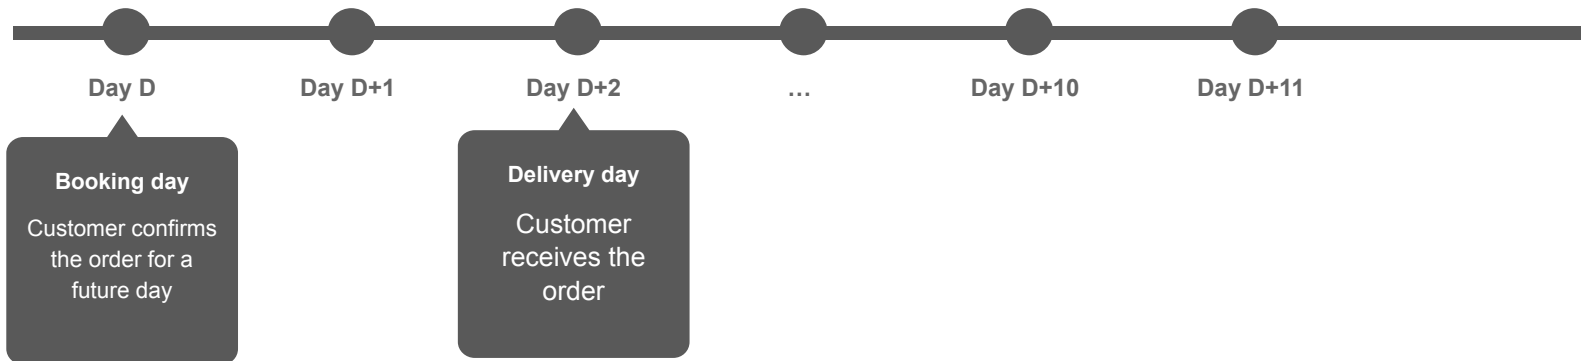 Day D
Day D+1
Day D+2
…
Day D+10
Day D+11
Booking day
Customer confirms
the order for a
future day
Delivery day
Customer
receives the
order